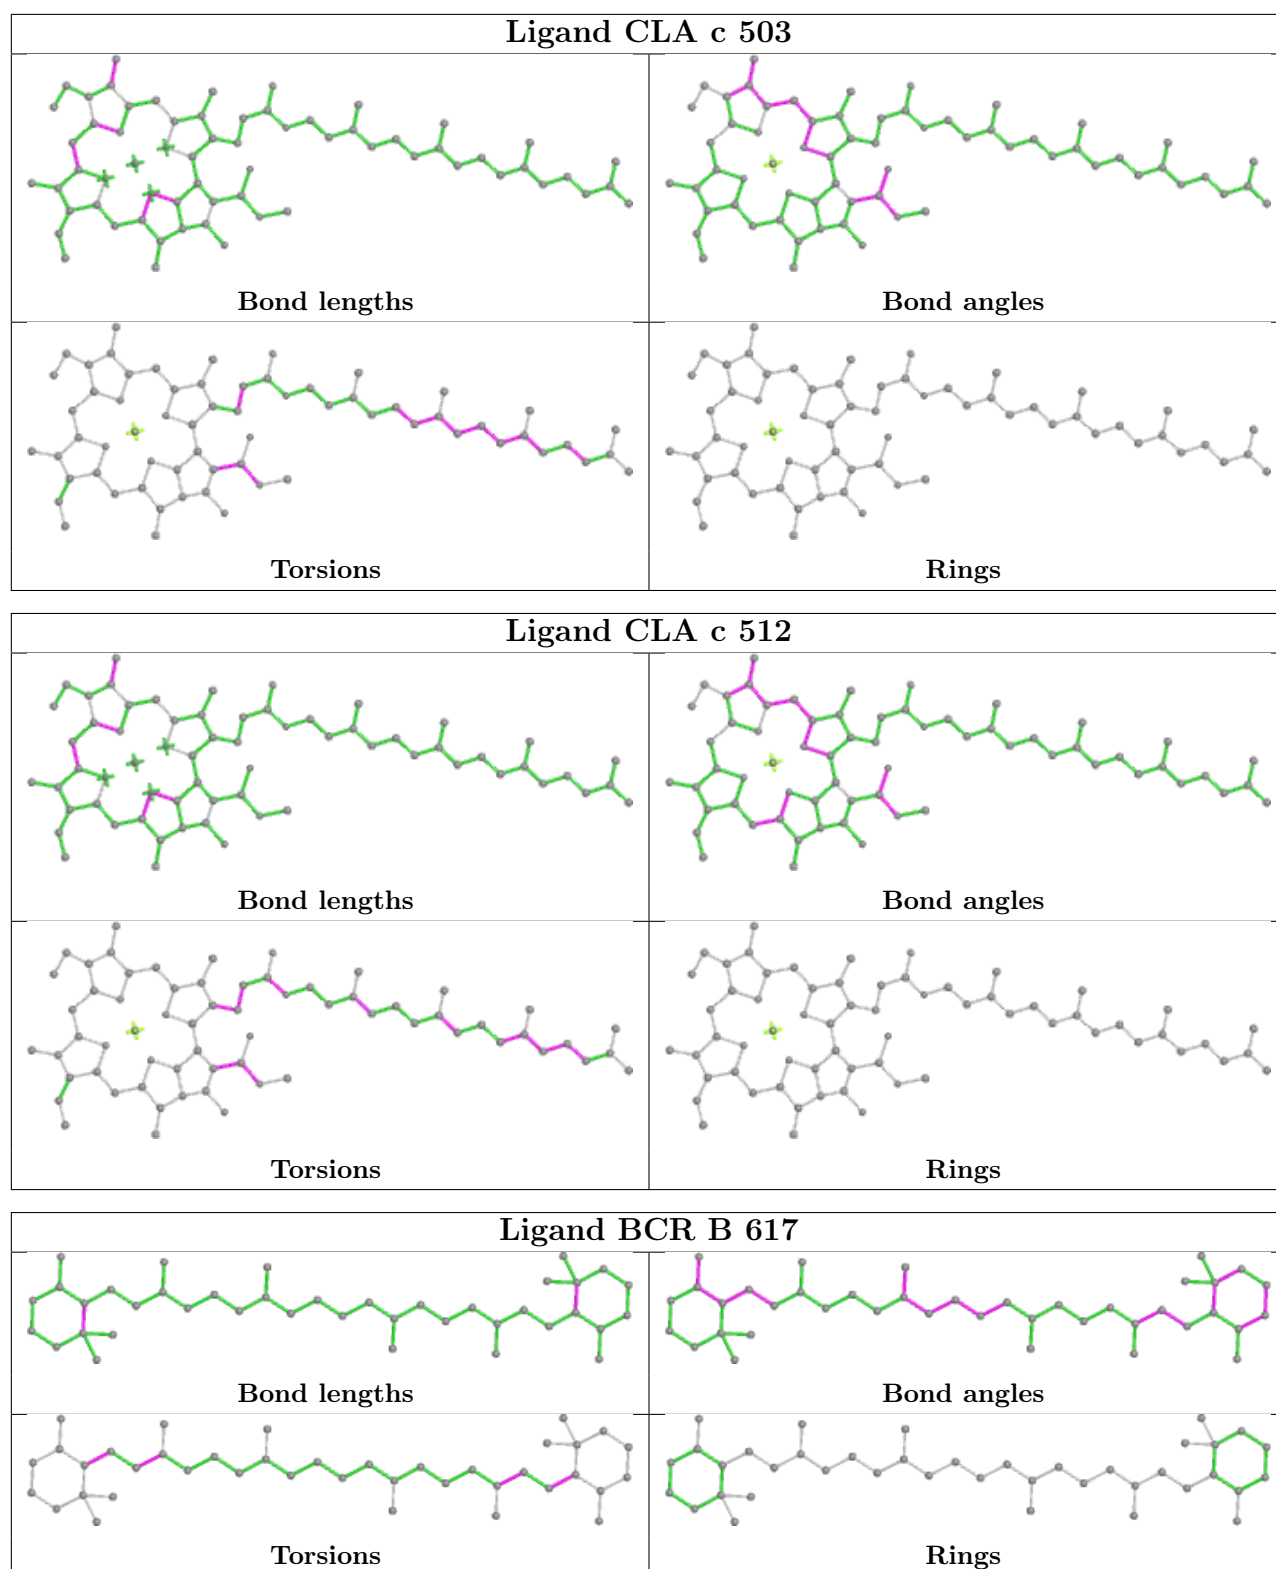 Ligand CLA c 503
Bond lengths
Bond angles
Torsions
Rings
Ligand CLA c 512
Bond lengths
Bond angles
Torsions
Rings
Ligand BCR B 617
Bond lengths
Bond angles
Torsions
Rings